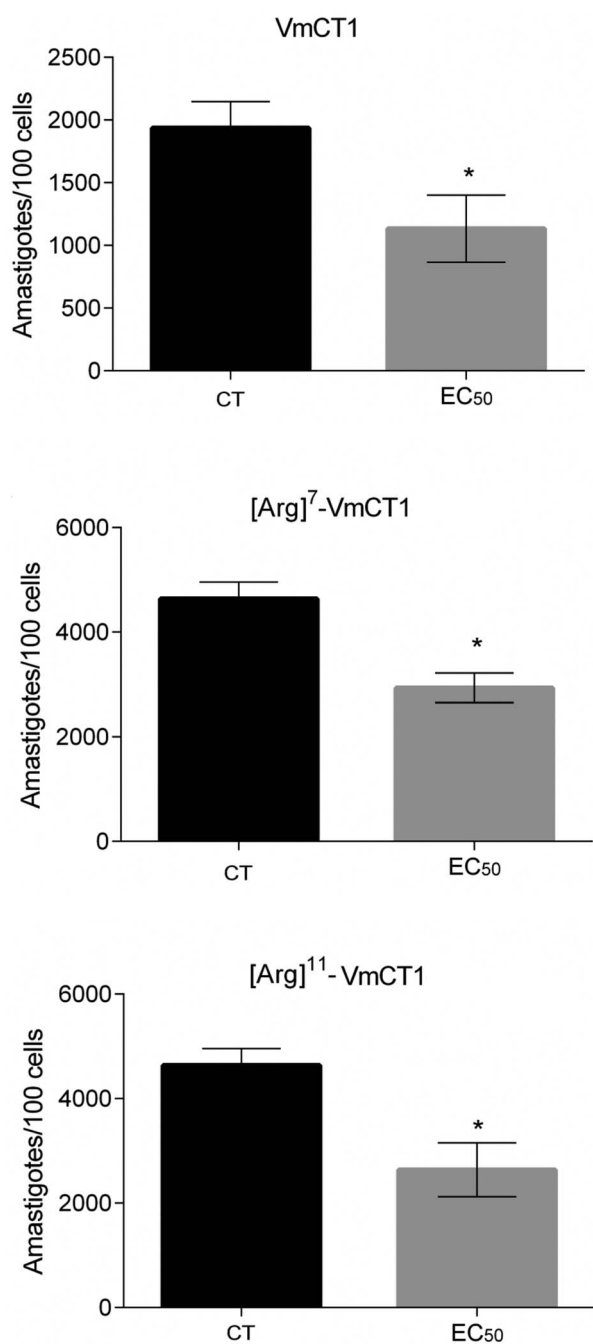 VmCT1
2500
2000
1500
1000
500
0
Amastigotes/100 cells
*
CT
EC50
[Arg]7-VmCT1
6000
4000
2000
0
Amastigotes/100 cells
*
CT
EC50
[Arg]11- VmCT1
6000
4000
2000
0
Amastigotes/100 cells
*
CT
EC50